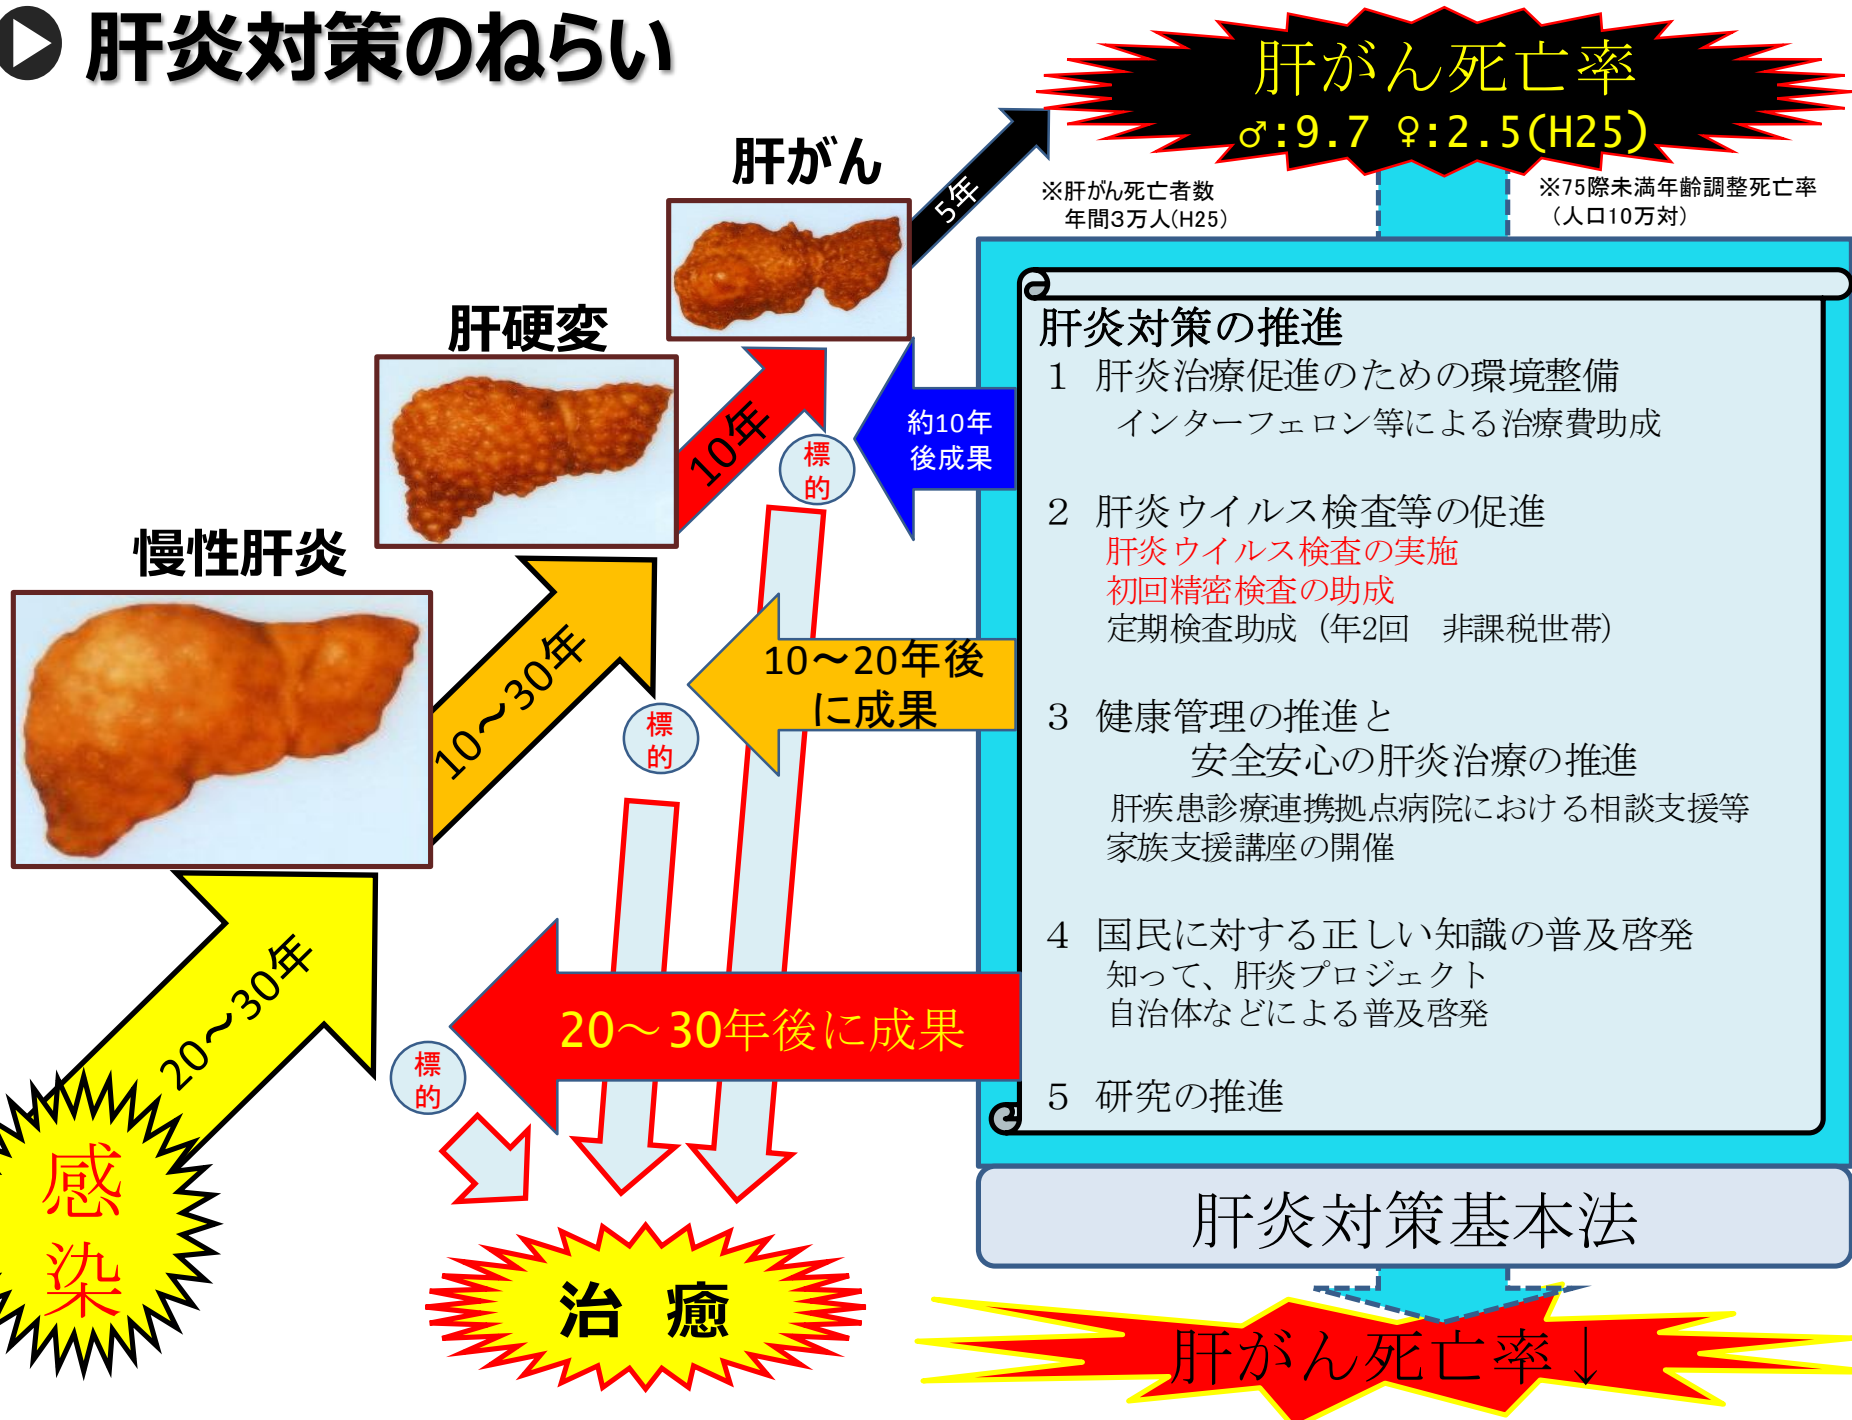 肝炎対策のねらい
肝がん死亡率
♂:9.7 ♀:2.5(H25)
※肝がん死亡者数
年間3万人(H25)
※75際未満年齢調整死亡率
(人口10万対)
肝がん
5年
肝硬変
10年
標
的
約10年
後成果
慢性肝炎
10～30年
標
的
10～20年後
に成果
20～30年
標
的
20～30年後に成果
感
染
治 癒
肝炎対策の推進
1 肝炎治療促進のための環境整備
インターフェロン等による治療費助成
2 肝炎ウイルス検査等の促進
肝炎ウイルス検査の実施
初回精密検査の助成
定期検査助成(年2回 非課税世帯)
3 健康管理の推進と
安全安心の肝炎治療の推進
肝疾患診療連携拠点病院における相談支援等
家族支援講座の開催
4 国民に対する正しい知識の普及啓発
知って、肝炎プロジェクト
自治体などによる普及啓発
5 研究の推進
肝炎対策基本法
肝がん死亡率↓